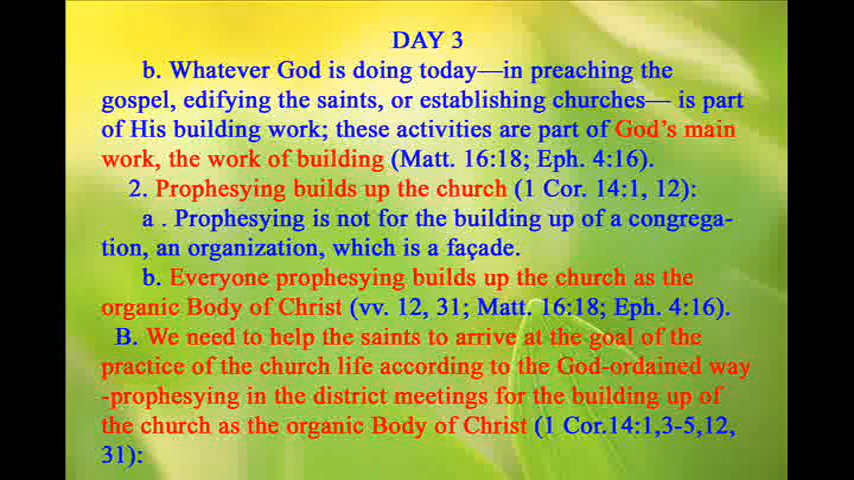 DAY 3
b. Whatever God is doing today—in preaching the
gospel, edifying the saints, or establishing churches— is part
of His building work; these activities are part of God's main
work, the work of building (Matt. 16:18; Eph. 4:16).
2. Prophesying builds up the church (1 Cor. 14:1, 12):
a . Prophesying is not for the building up of a congrega-
tion, an organization, which is a façade.
b. Everyone prophesying builds up the church as the
organic Body of Christ (vv. 12, 31; Matt. 16:18; Eph. 4:16).
B. We need to help the saints to arrive at the goal of the
practice of the church life according to the God-ordained way
-prophesying in the district meetings for the building up of
the church as the organic Body of Christ (1 Cor.14:1,3-5,12,
31):